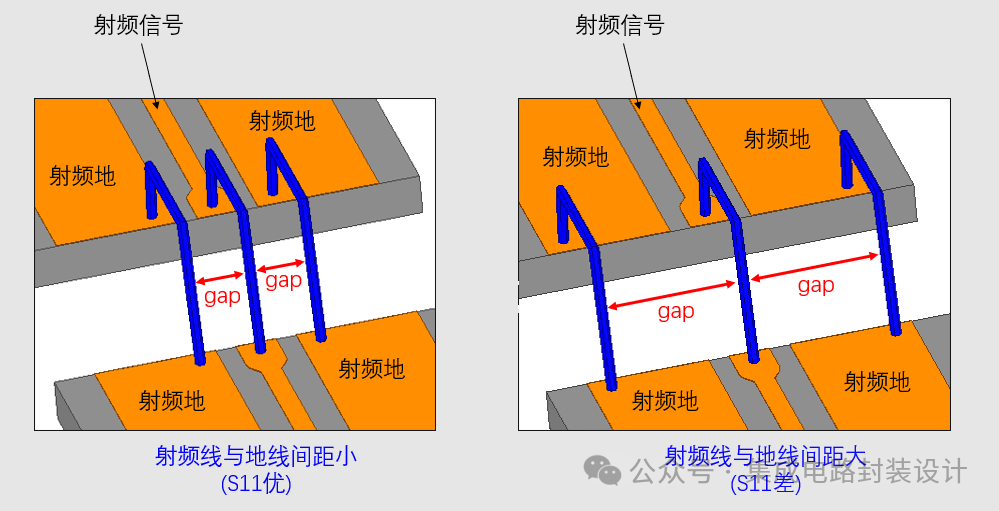 射频信号
射频地
射频地
gap
gap
射频地
射频地
射频线与地线间距小
(S11优)
射频信号
射频地
射频地
gap
gap
射频地
射频地
射频线与地线间距大
(S11差)
公众号·集成电路封装设计